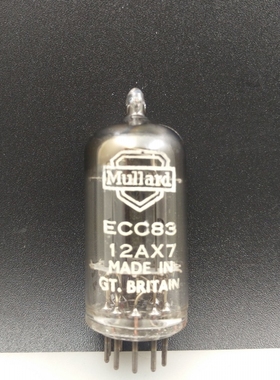 Mullard
ECC83
12AX7
MADE IN
GT. BRITAIN